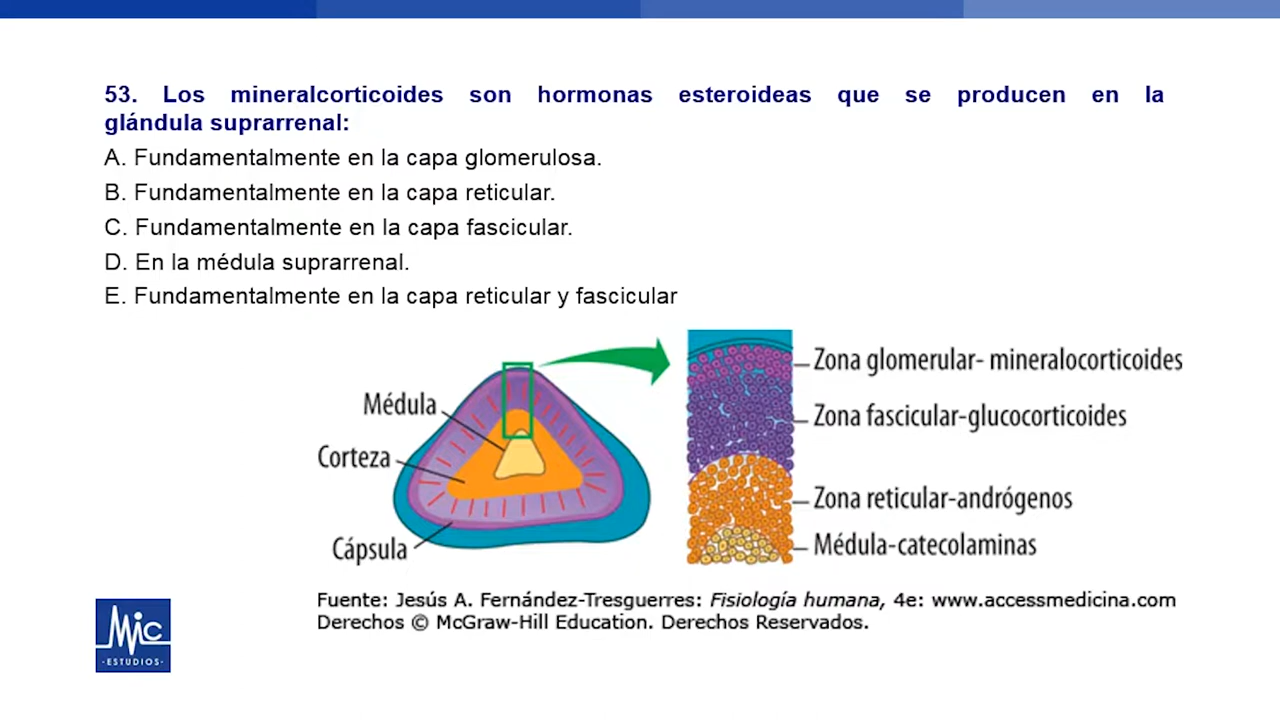 53. Los mineralcorticoides son hormonas esteroideas que se producen en la
glándula suprarrenal:
A. Fundamentalmente en la capa glomerulosa.
B. Fundamentalmente en la capa reticular.
C. Fundamentalmente en la capa fascicular.
D. En la médula suprarrenal.
E. Fundamentalmente en la capa reticular y fascicular
Médula
Corteza
Cápsula
Zona glomerular- mineralocorticoides
Zona fascicular-glucocorticoides
Zona reticular-andrógenos
Médula-catecolaminas
Fuente: Jesús A. Fernández-Tresguerres: Fisiología humana, 4e: www.accessmedicina.com
Derechos © McGraw-Hill Education. Derechos Reservados.
Mic
·ESTUDIOS·